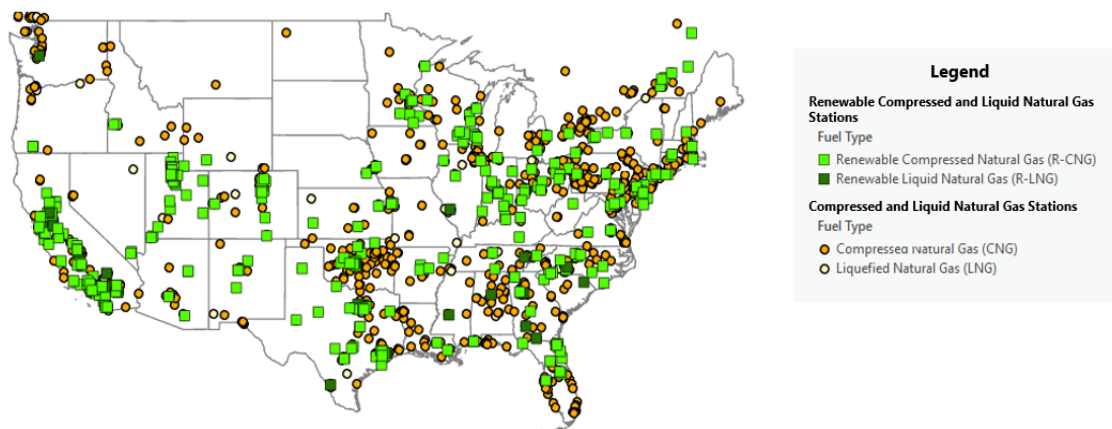 Legend
Renewable Compressed and Liquid Natural Gas
Stations
Fuel Type
Renewable Compressed Natural Gas (R-CNG)
Renewable Liquid Natural Gas (R-LNG)
Compressed and Liquid Natural Gas Stations
Fuel Type
Compressed Natural Gas (CNG)
Liquefied Natural Gas (LNG)